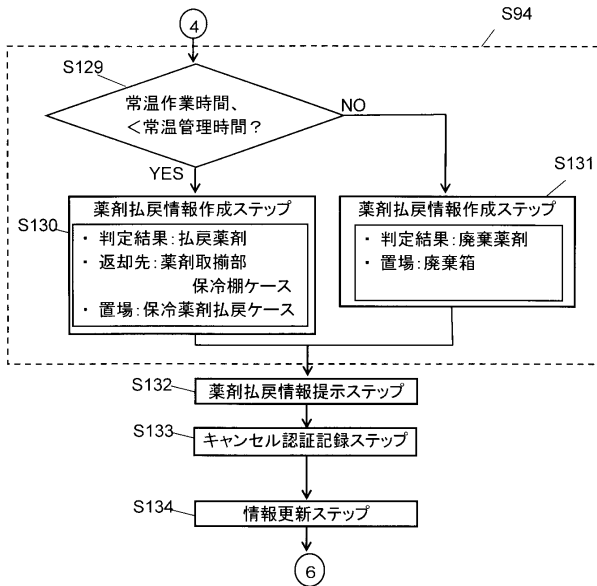 4
S94
S129
常温作業時間、
<常温管理時間?
NO
YES
S131
S130
薬剤払戻情報作成ステップ
・ 判定結果:払戻薬剤
・ 返却先:薬剤取揃部
保冷棚ケース
・ 置場:保冷薬剤払戻ケース
薬剤払戻情報作成ステップ
・ 判定結果:廃棄薬剤
・ 置場:廃棄箱
S132
薬剤払戻情報提示ステップ
S133
キャンセル認証記録ステップ
S134
情報更新ステップ
6